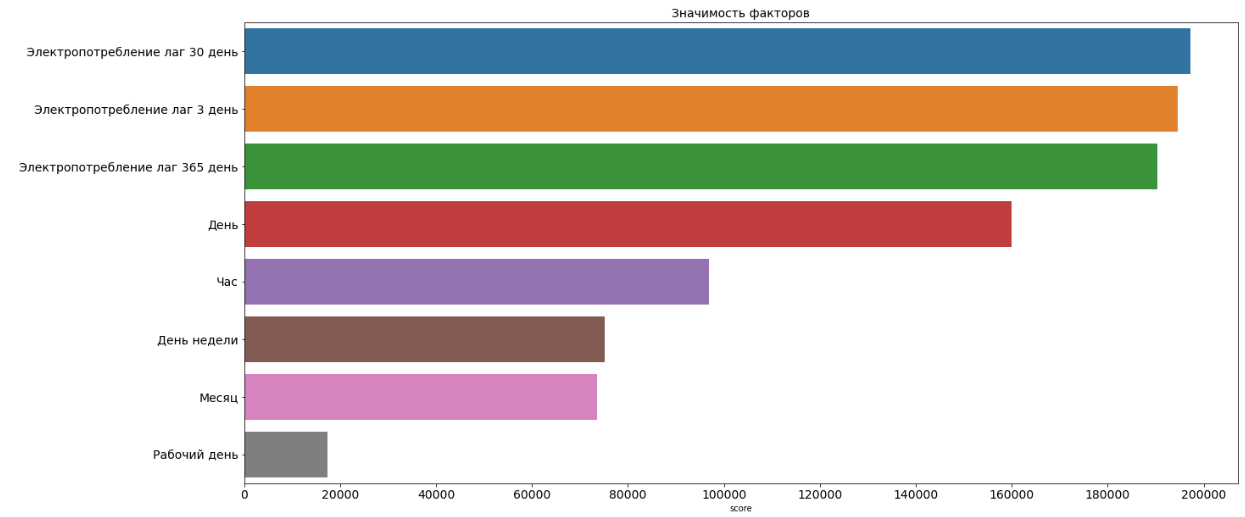 Значимость факторов
Электропотребление лаг 30 день
Электропотребление лаг 3 день
Электропотребление лаг 365 день
День
Час
День недели
Месяц
Рабочий день
0 20000 40000 60000 80000 100000 120000 140000 160000 180000 200000
score